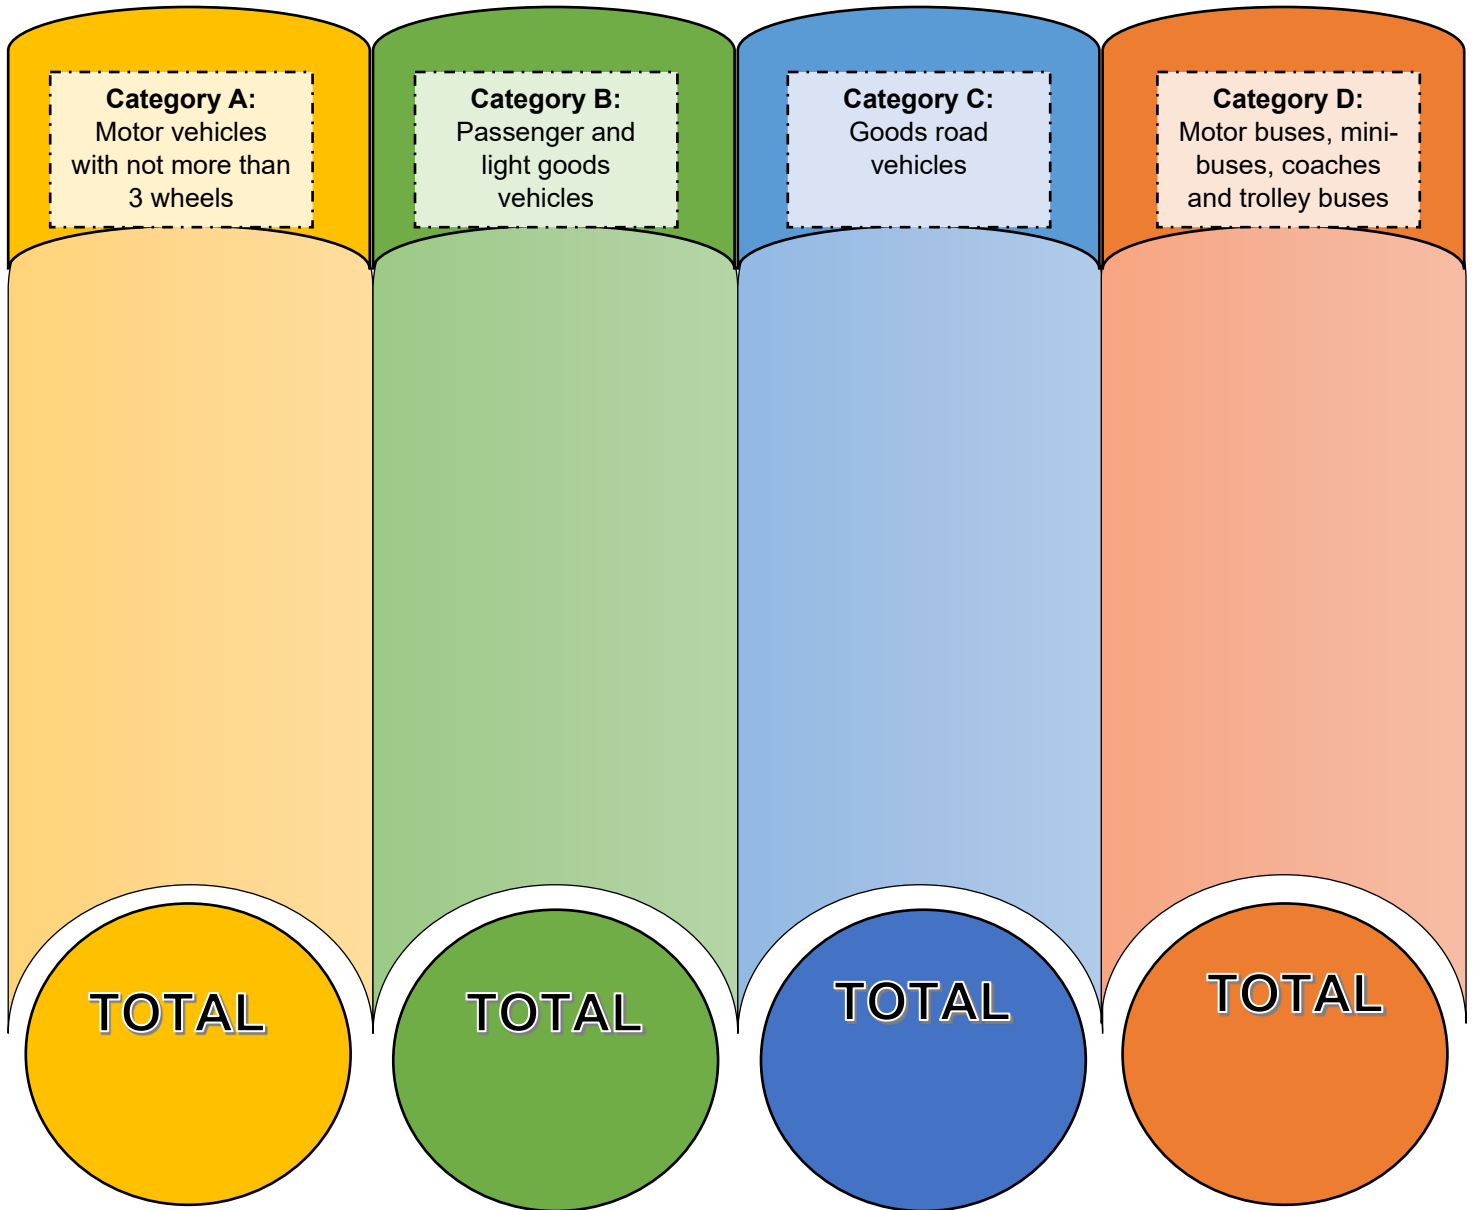 Category A:
Motor vehicles
with not more than
3 wheels
Category B:
Passenger and
light goods
vehicles
Category C:
Goods road
vehicles
Category D:
Motor buses, mini-
buses, coaches
and trolley buses
TOTAL
TOTAL
TOTAL
TOTAL